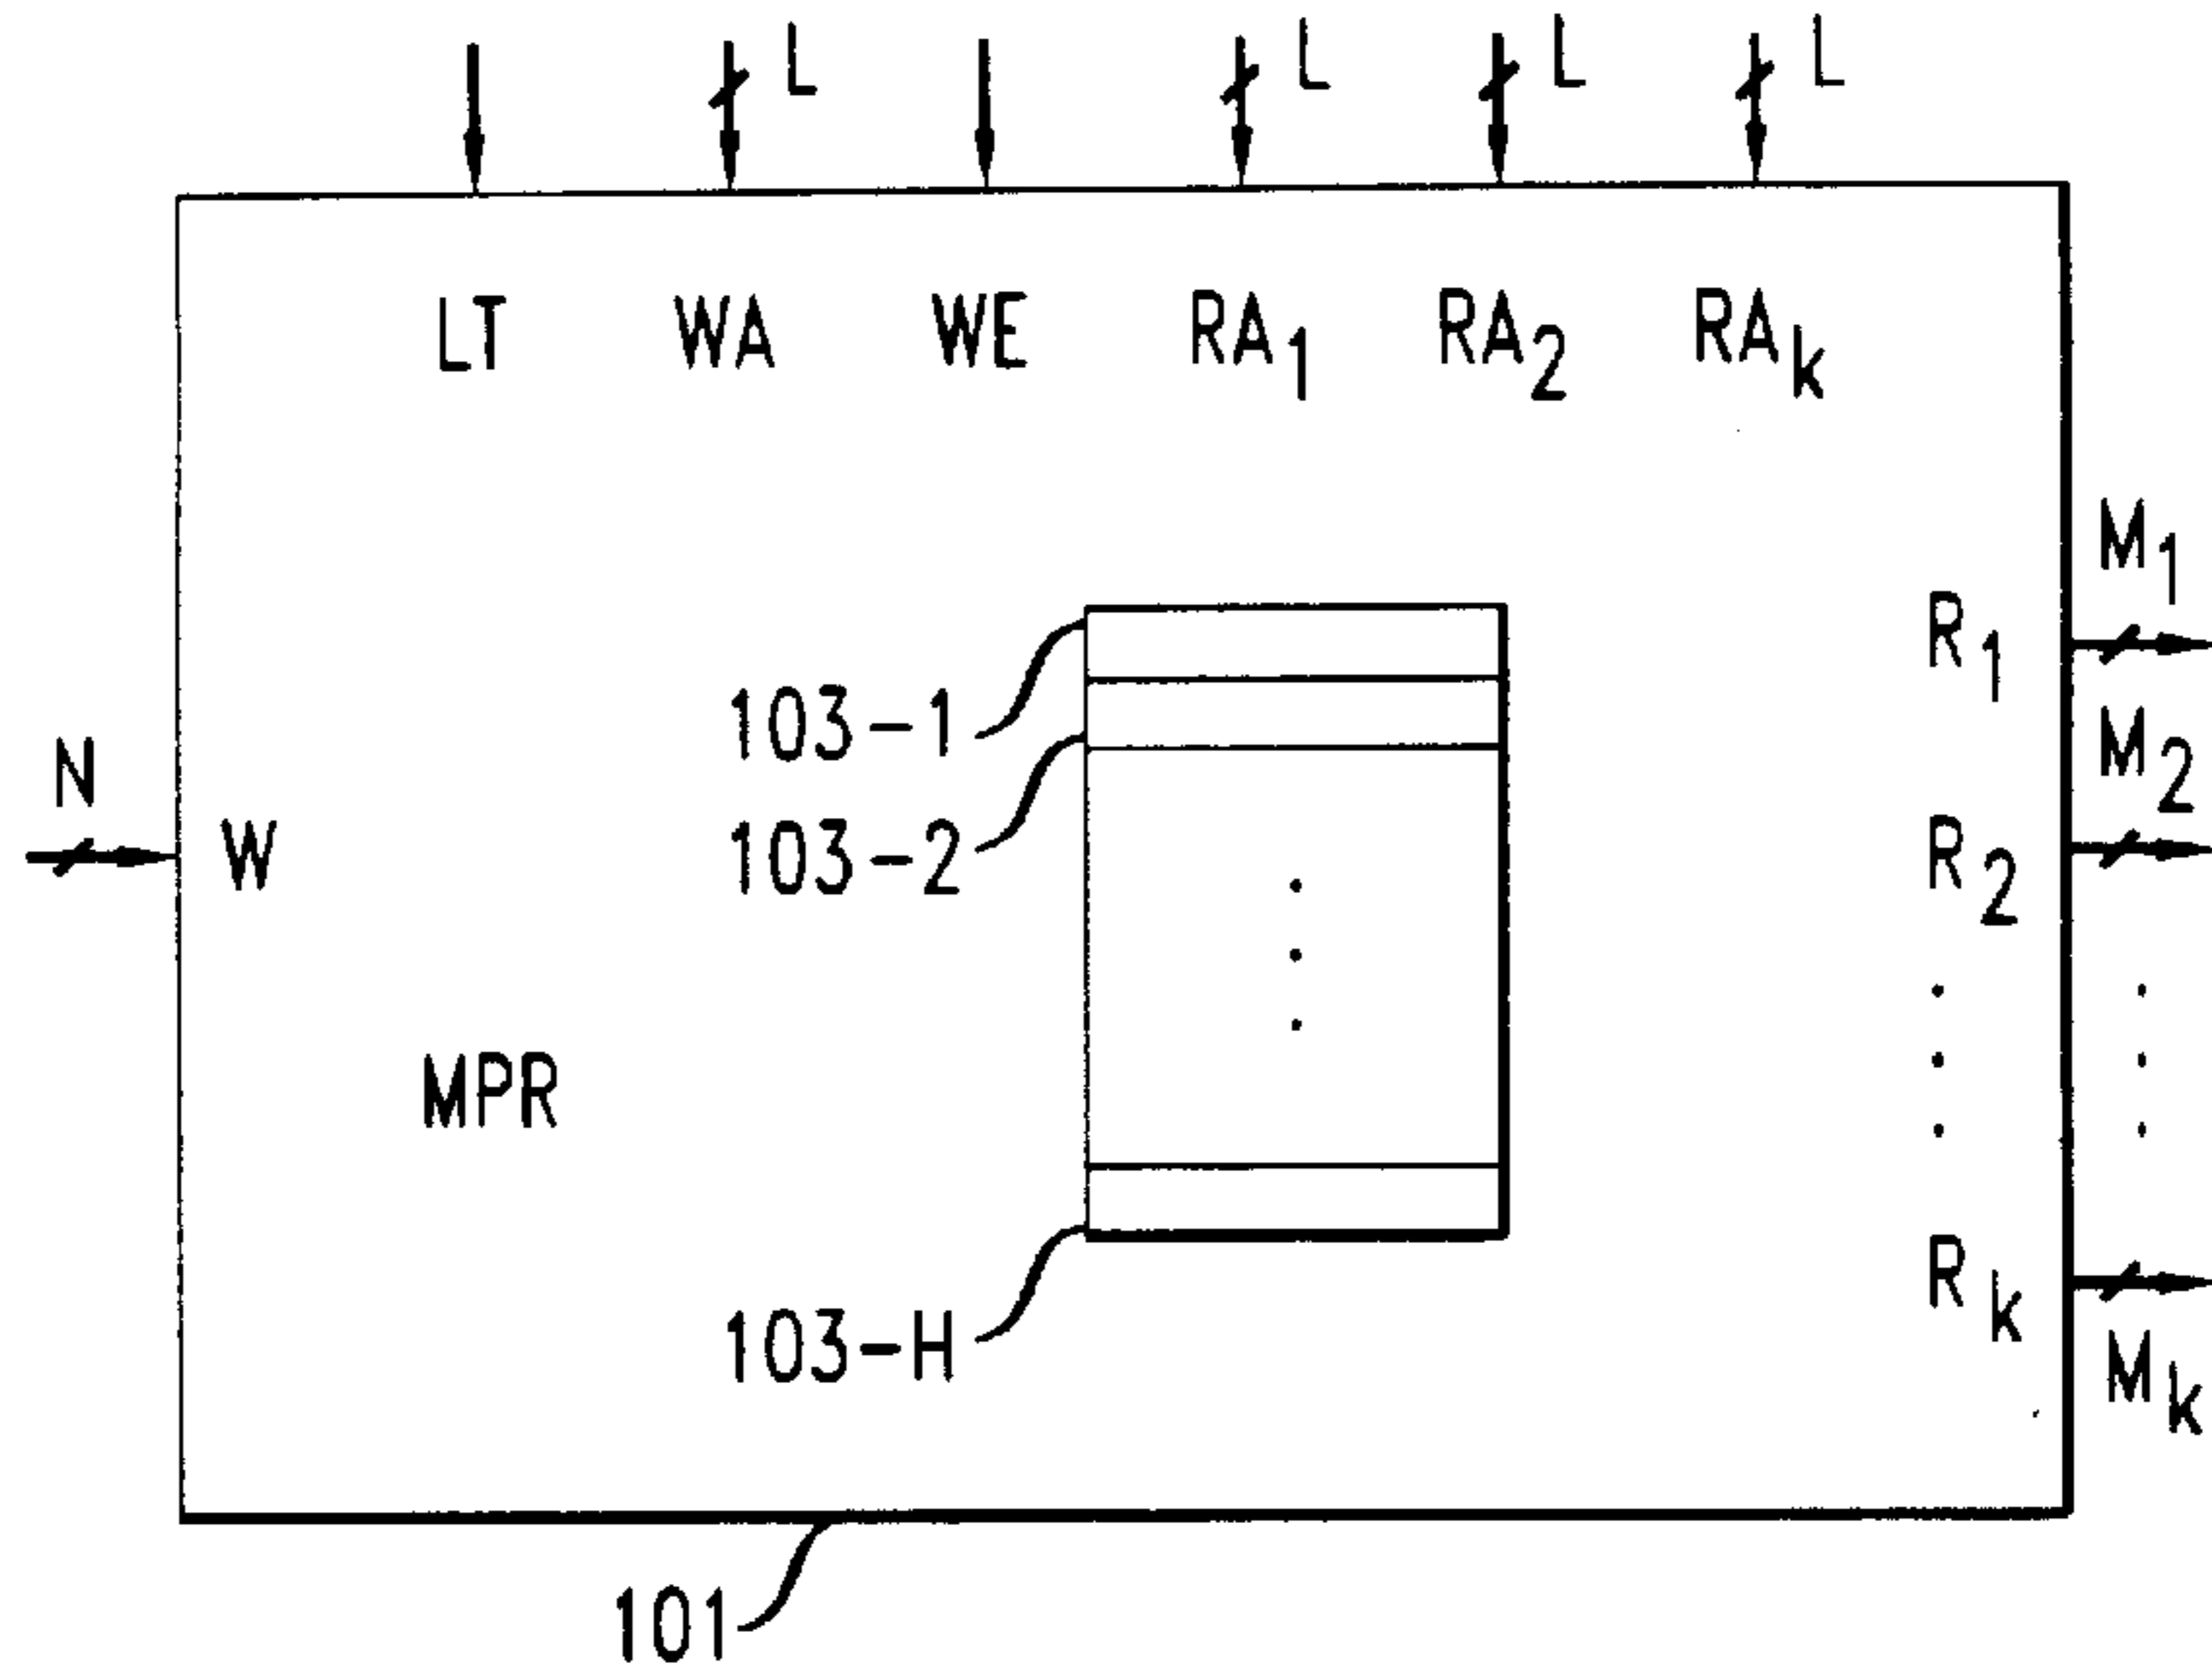 L L L L
LT WA WE RA1 RA2 RAk
M1
R1
103-1
M2
N
W
103-2
R2
MPR
Rk
103-H
Mk
101